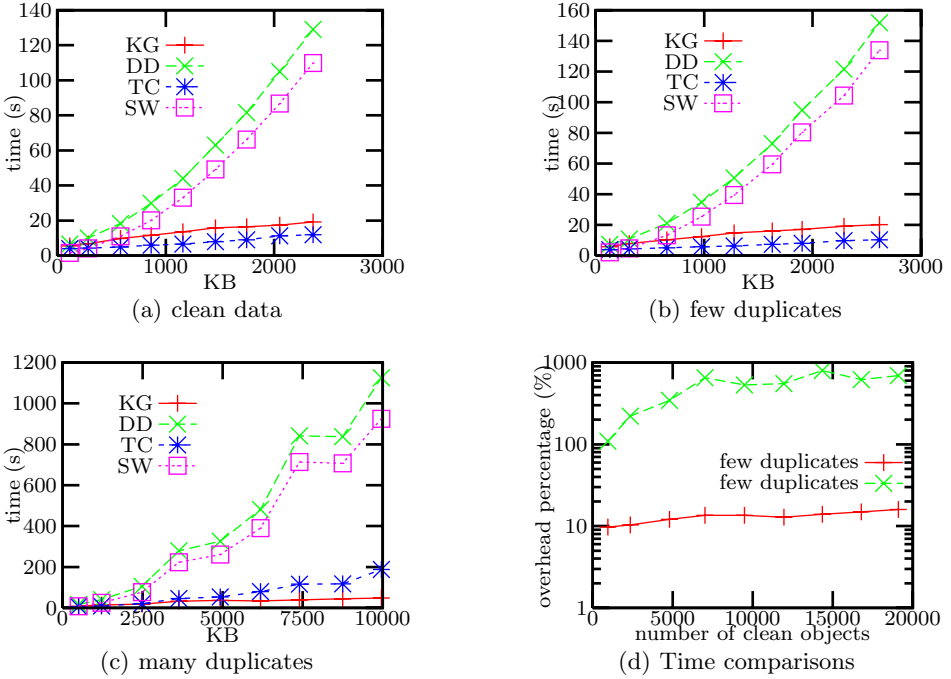 140
120
100
80
60
40
20
0
time (s)
KG
DD
TC
SW
0 1000 2000 3000
KB
(a) clean data
160
140
120
100
80
60
40
20
0
time (s)
KG
DD
TC
SW
0 1000 2000 3000
KB
(b) few duplicates
1200
1000
800
600
400
200
0
time (s)
KG
DD
TC
SW
0 2500 5000 7500 10000
KB
(c) many duplicates
1000
100
10
1
overhead percentage (%)
few duplicates
few duplicates
0 5000 10000 15000 20000
number of clean objects
(d) Time comparisons